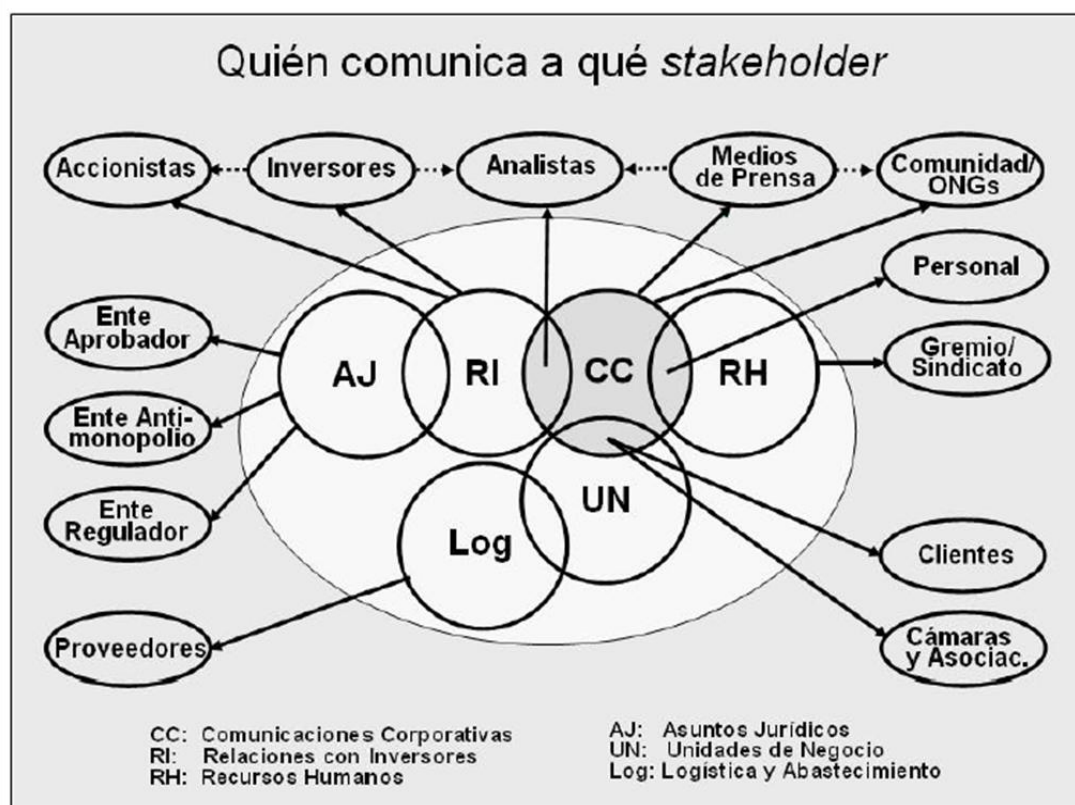 Quién comunica a qué stakeholder
Accionistas
Inversores
Analistas
Medios
de Prensa
Comunidad/
ONGs
Personal
Ente
Aprobador
Gremio/
Sindicato
AJ
RI
CC
RH
Ente Anti-
monopolio
Ente
Regulador
UN
Log
Clientes
Proveedores
Cámaras
y Asociac.
CC: Comunicaciones Corporativas
RI: Relaciones con Inversores
RH: Recursos Humanos
AJ: Asuntos Jurídicos
UN: Unidades de Negocio
Log: Logística y Abastecimiento